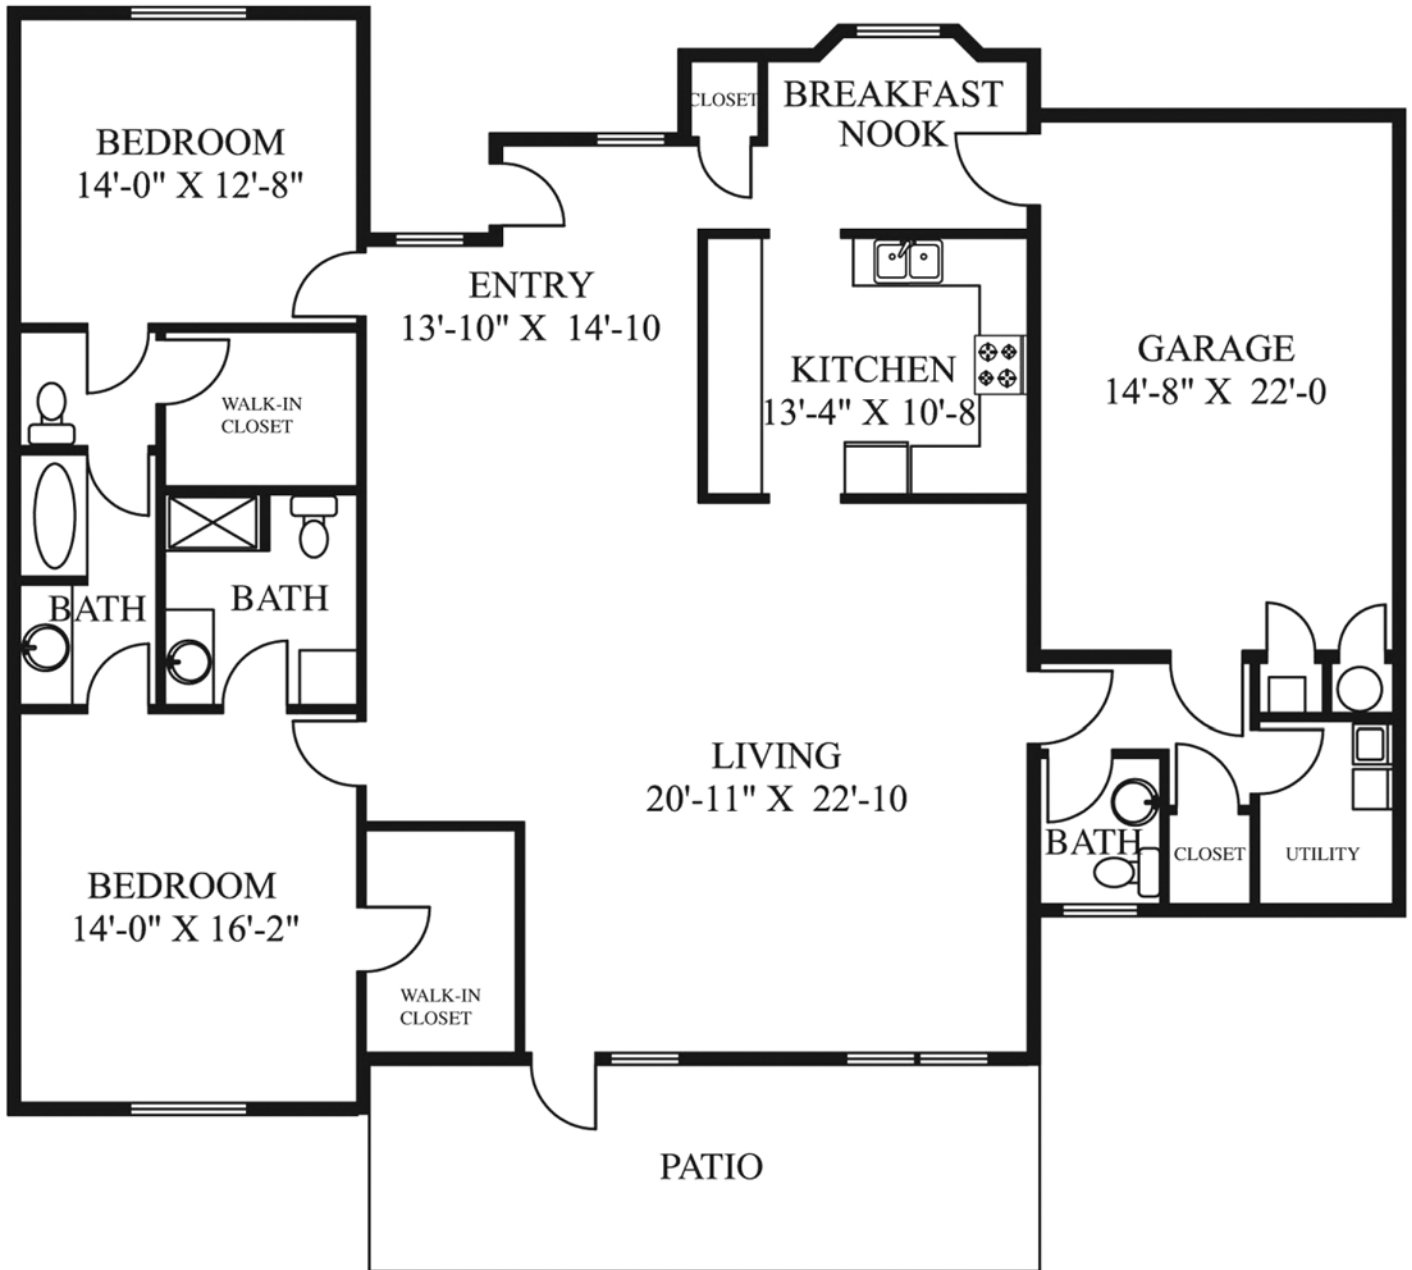 BEDROOM
14'-0" X 12'-8"
CLOSET
BREAKFAST
NOOK
ENTRY
13'-10" X 14'-10
KITCHEN
13'-4" X 10'-8
GARAGE
14'-8" X 22'-0
WALK-IN
CLOSET
BATH
BATH
LIVING
20'-11" X 22'-10
BATH
CLOSET
UTILITY
BEDROOM
14'-0" X 16'-2"
WALK-IN
CLOSET
PATIO